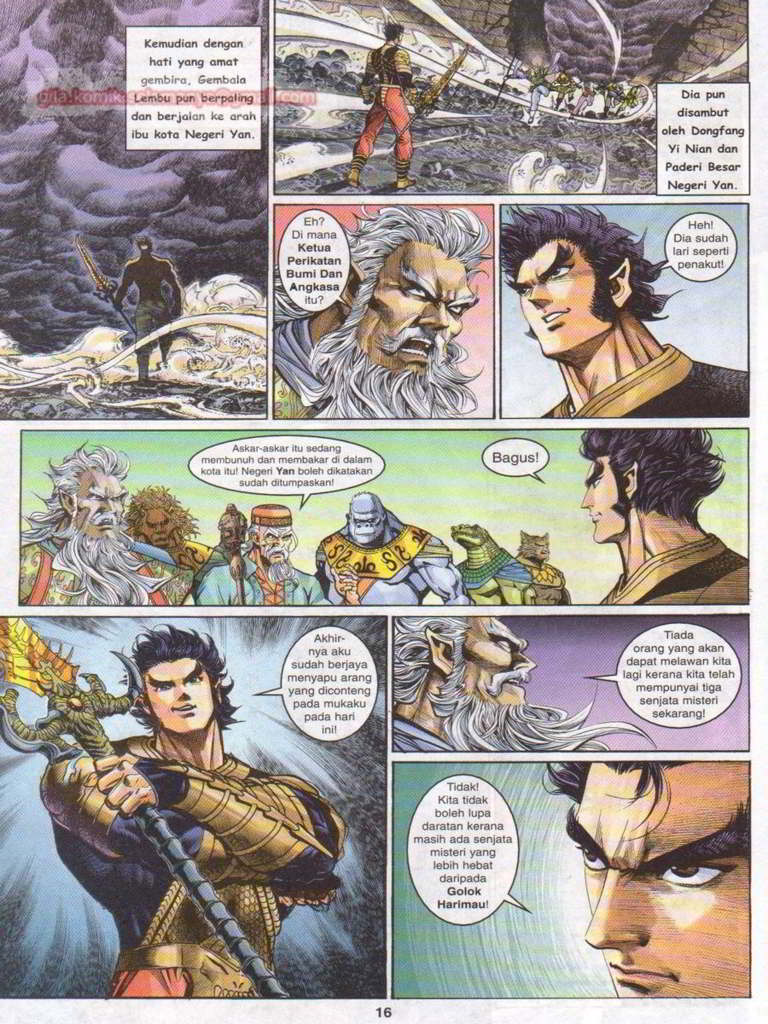 Kemudian dengan
hati yang amat
gembira, Gembala
Lembu pun berpaling
dan berjalan ke arah
ibu kota Negeri Yan.
Dia pun
disambut
oleh Dongfang
Yi Nian dan
Paderi Besar
Negeri Yan.
Eh?
Di mana
Ketua
Perikatan
Bumi Dan
Angkasa
itu?
Heh!
Dia sudah
lari seperti
penakut!
Askar-askar itu sedang
membunuh dan membakar di dalam
kota itu! Negeri Yan boleh dikatakan
sudah ditumpaskan!
Bagus!
Akhir-
nya aku
sudah berjaya
menyapu arang
yang diconteng
pada mukaku
pada hari
ini!
Tiada
orang yang akan
dapat melawan kita
lagi kerana kita telah
mempunyai tiga
senjata misteri
sekarang!
Tidak!
Kita tidak
boleh lupa
daratan kerana
masih ada senjata
misteri yang
lebih hebat
daripada
Golok
Harimau!
16